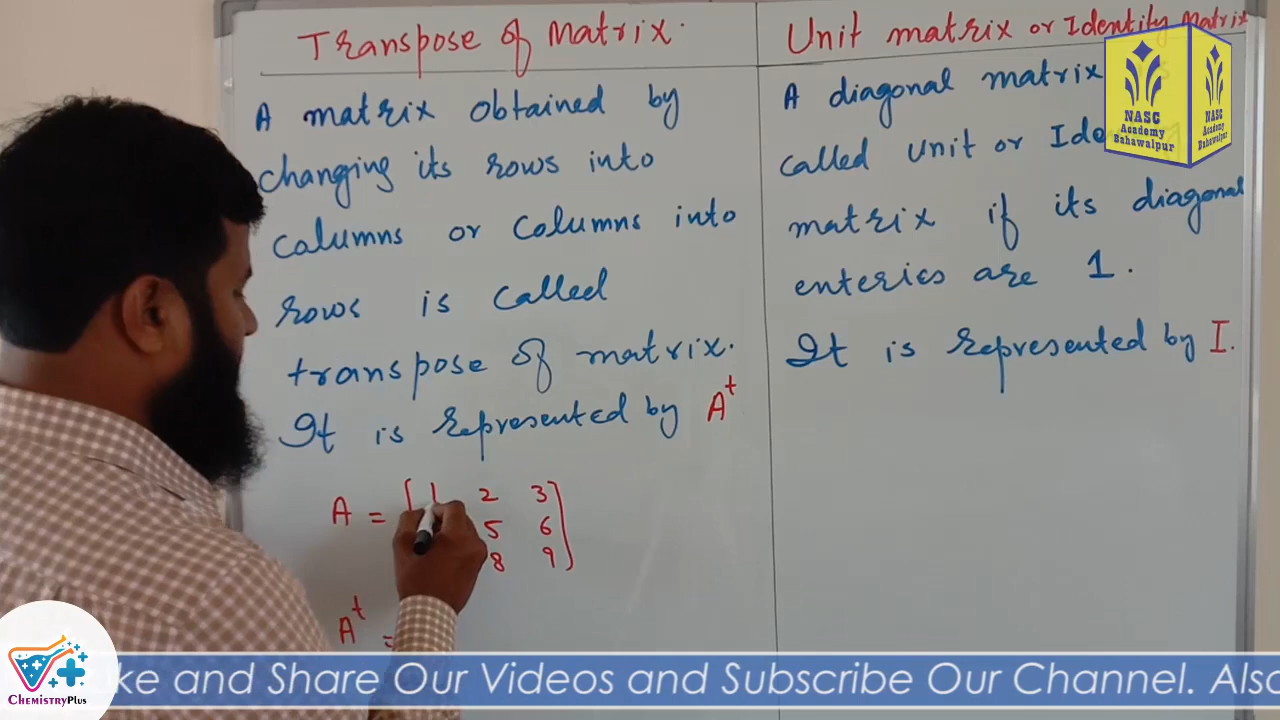 Transpose of Matrix.
A matrix obtained by
changing its rows into
columns or columns into
rows is called
transpose of matrix.
It is represented by A^t
A = [1 2 3
5 6
8 9]
A^t =
Unit matrix or Identity Matrix
A diagonal matrix
called Unit or
matrix if its diagonal
enteries are 1.
It is represented by I.
NASC
Academy
Bahawalpur
NASC
Academy
Bahawalpur
CHEMISTRYPLUS
ke and Share Our Videos and Subscribe Our Channel. Also